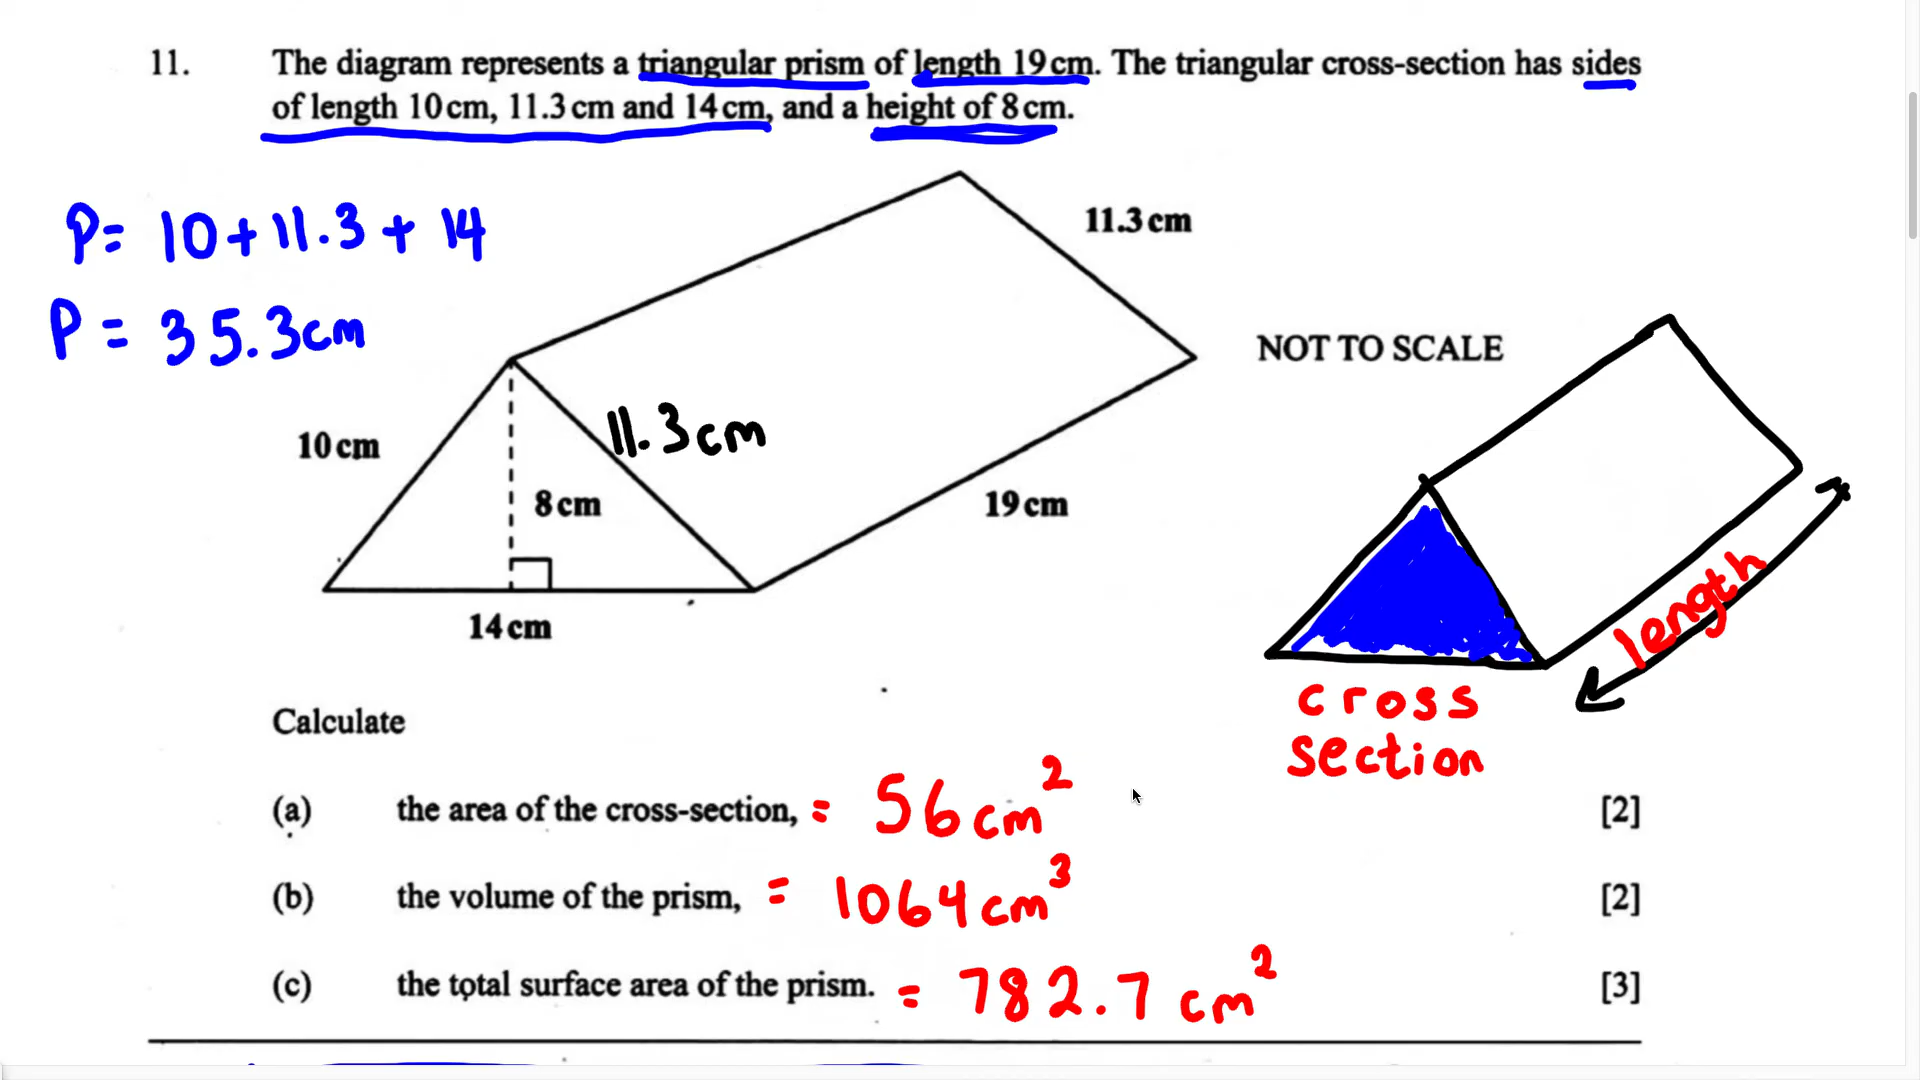 11. The diagram represents a triangular prism of length 19 cm. The triangular cross-section has sides
of length 10 cm, 11.3 cm and 14 cm, and a height of 8 cm.
P= 10+11.3+14
P = 35.3cm
11.3 cm
NOT TO SCALE
10 cm
11.3cm
8 cm
19 cm
14 cm
length
cross
section
Calculate
(a) the area of the cross-section, = 56cm² [2]
(b) the volume of the prism, = 1064cm³ [2]
(c) the total surface area of the prism. = 782.7 cm² [3]